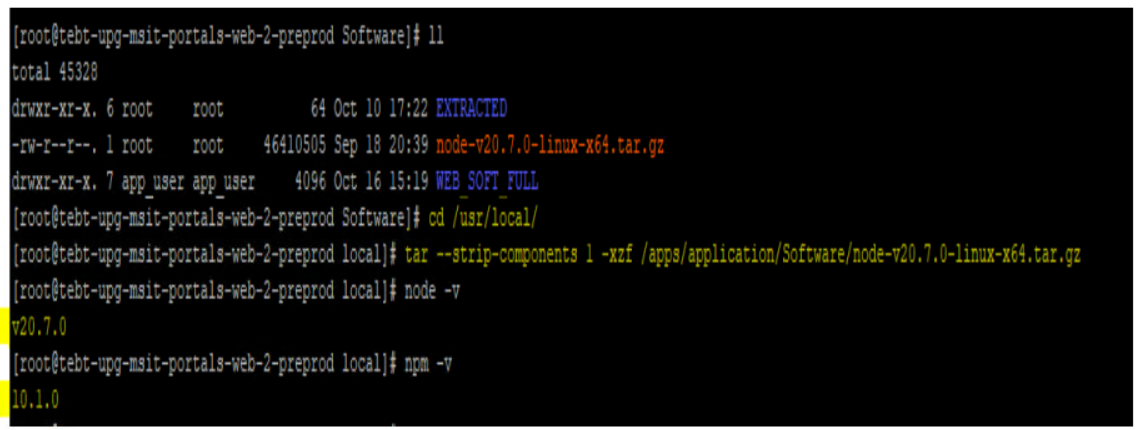 [root@tebt-upg-msit-portals-web-2-preprod Software]# ll
total 45328
drwxr-xr-x. 6 root     root           64 Oct 10 17:22 EXTRACTED
-rw-r--r--. 1 root     root     46410505 Sep 18 20:39 node-v20.7.0-linux-x64.tar.gz
drwxr-xr-x. 7 app_user app_user     4096 Oct 16 15:19 WEB_SOFT_FULL
[root@tebt-upg-msit-portals-web-2-preprod Software]# cd /usr/local/
[root@tebt-upg-msit-portals-web-2-preprod local]# tar --strip-components 1 -xzf /apps/application/Software/node-v20.7.0-linux-x64.tar.gz
[root@tebt-upg-msit-portals-web-2-preprod local]# node -v
v20.7.0
[root@tebt-upg-msit-portals-web-2-preprod local]# npm -v
10.1.0